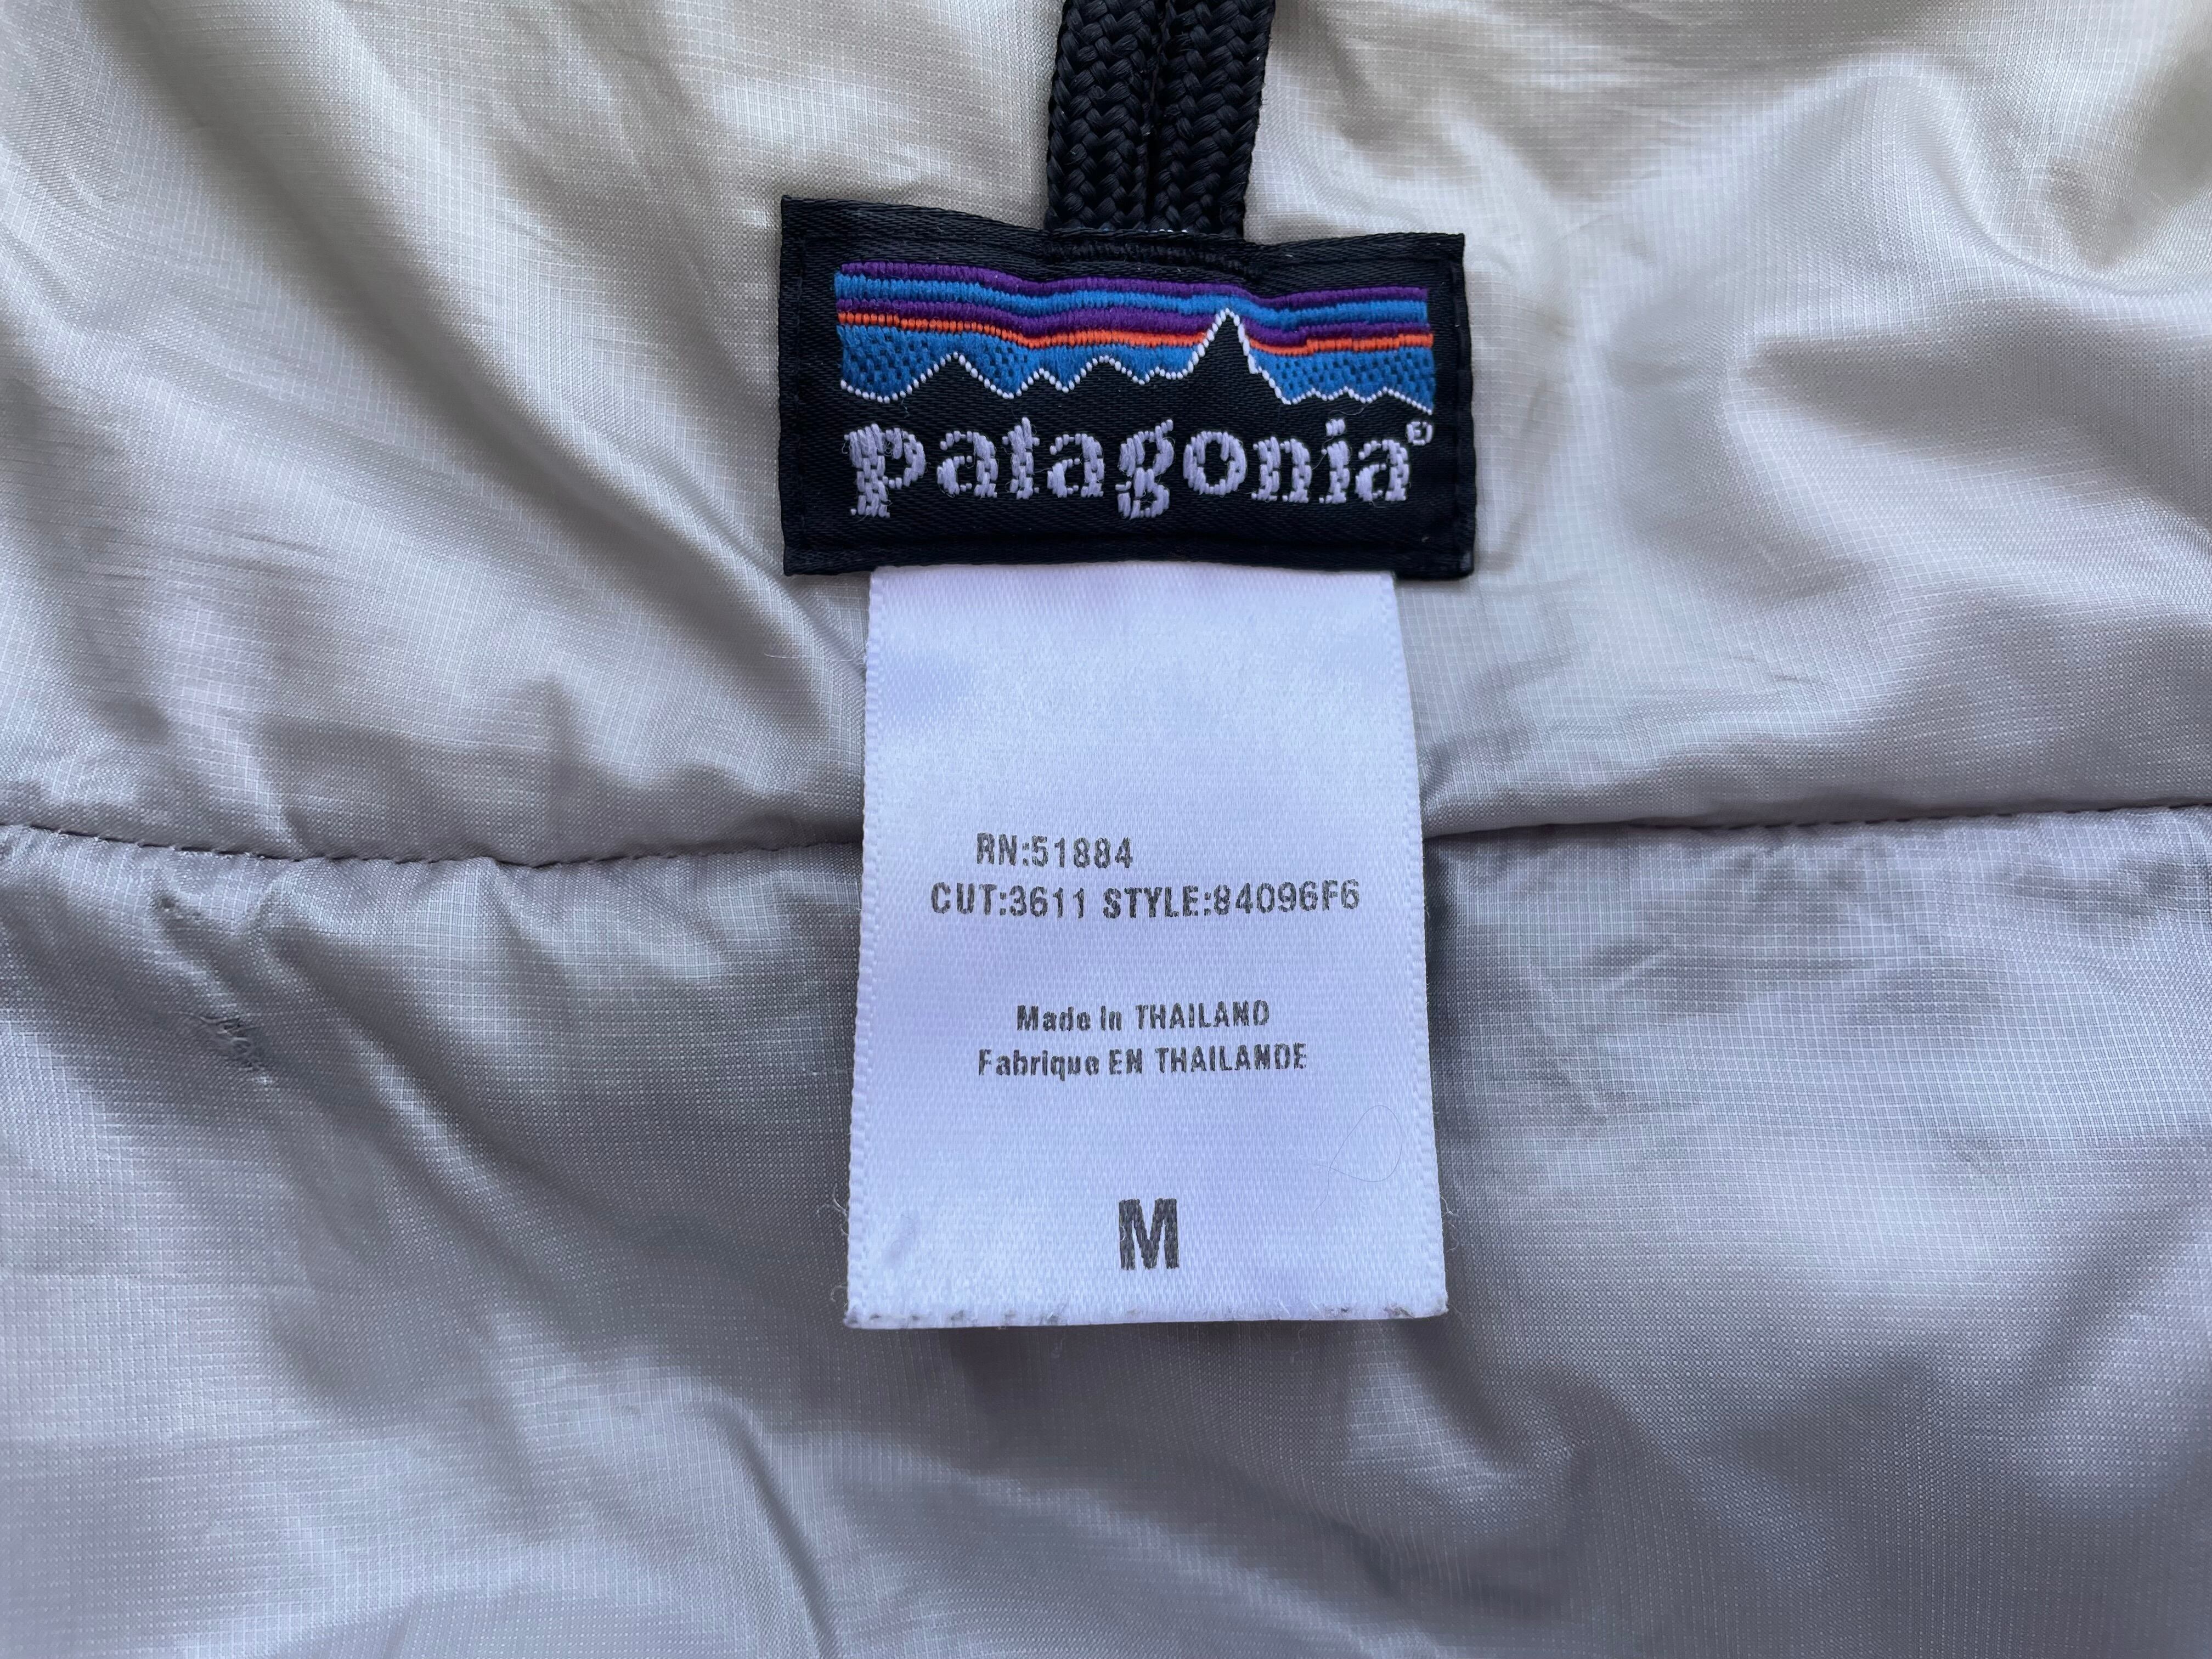 patagonia®
RN:51884
CUT:3611 STYLE:84096F6
Made In THAILAND
Fabrique EN THAILANDE
M